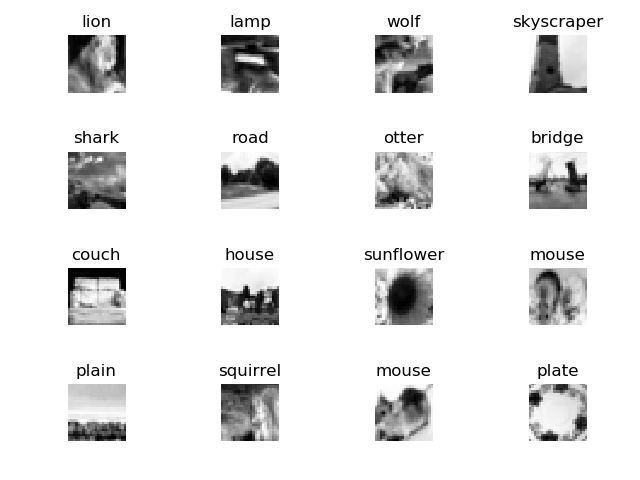 lion lamp wolf skyscraper
shark road otter bridge
couch house sunflower mouse
plain squirrel mouse plate